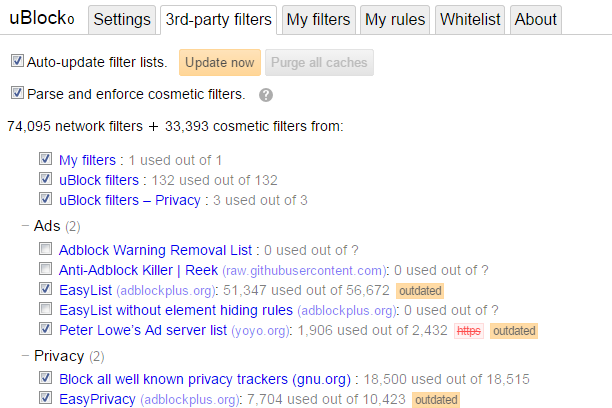 uBlock₀ Settings 3rd-party filters My filters My rules Whitelist About
Auto-update filter lists. Update now Purge all caches
Parse and enforce cosmetic filters. ?
74,095 network filters + 33,393 cosmetic filters from:
My filters : 1 used out of 1
uBlock filters : 132 used out of 132
uBlock filters – Privacy : 3 used out of 3
− Ads (2)
Adblock Warning Removal List : 0 used out of ?
Anti-Adblock Killer | Reek (raw.githubusercontent.com): 0 used out of ?
EasyList (adblockplus.org): 51,347 used out of 56,672 outdated
EasyList without element hiding rules (adblockplus.org): 0 used out of ?
Peter Lowe's Ad server list (yoyo.org): 1,906 used out of 2,432 https outdated
− Privacy (2)
Block all well known privacy trackers (gnu.org) : 18,500 used out of 18,515
EasyPrivacy (adblockplus.org): 7,704 used out of 10,423 outdated